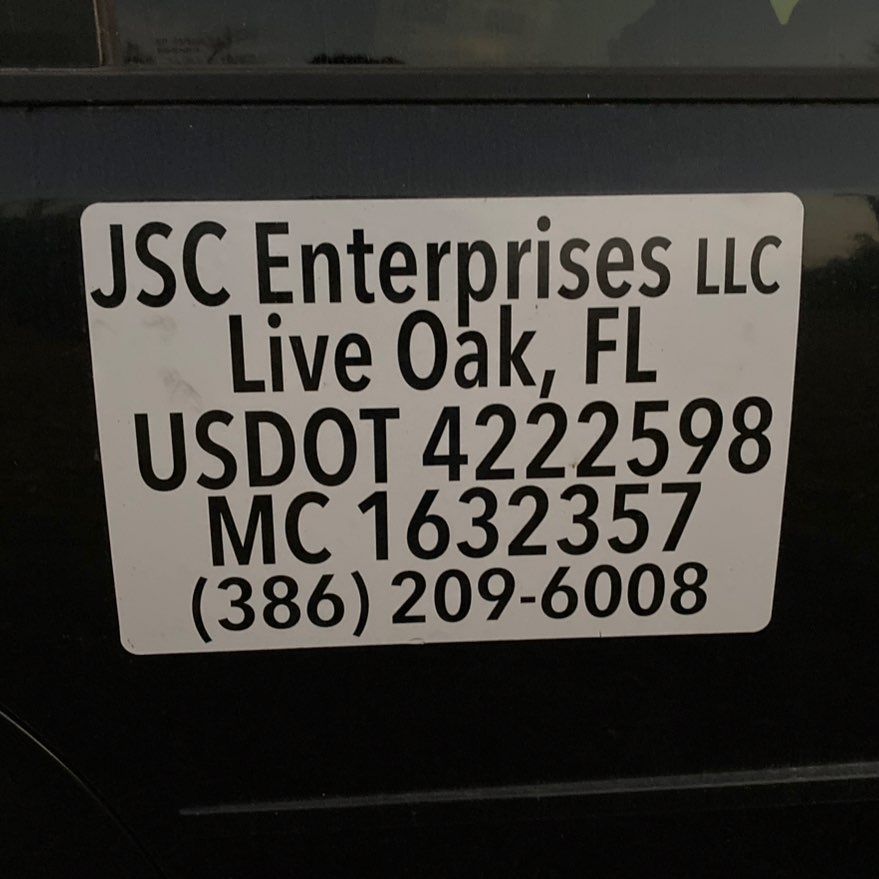 JSC Enterprises LLC
Live Oak, FL
USDOT 4222598
MC 1632357
(386) 209-6008